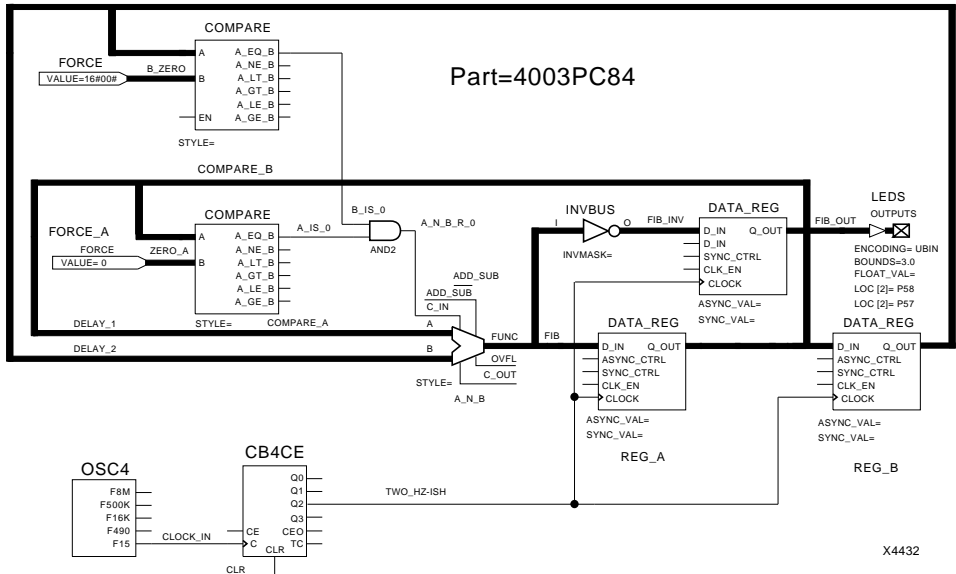 COMPARE
FORCE
VALUE=16#00#
B_ZERO
A
B
EN
A_EQ_B
A_NE_B
A_LT_B
A_GT_B
A_LE_B
A_GE_B
STYLE=
Part=4003PC84
COMPARE_B
COMPARE
FORCE_A
FORCE
VALUE= 0
ZERO_A
A
B
A_EQ_B
A_NE_B
A_LT_B
A_GT_B
A_LE_B
A_GE_B
STYLE=
COMPARE_A
A_IS_0
B_IS_0
AND2
A_N_B_R_0
ADD_SUB
ADD_SUB
C_IN
DELAY_1
A
DELAY_2
B
FUNC
OVFL
C_OUT
STYLE=
A_N_B
FIB
I
INVBUS
O
INVMASK=
FIB_INV
DATA_REG
D_IN
Q_OUT
D_IN
SYNC_CTRL
CLK_EN
CLOCK
ASYNC_VAL=
SYNC_VAL=
FIB_OUT
LEDS
OUTPUTS
ENCODING= UBIN
BOUNDS=3.0
FLOAT_VAL=
LOC [2]= P58
LOC [2]= P57
DATA_REG
D_IN
Q_OUT
ASYNC_CTRL
SYNC_CTRL
CLK_EN
CLOCK
ASYNC_VAL=
SYNC_VAL=
REG_A
DATA_REG
D_IN
Q_OUT
ASYNC_CTRL
SYNC_CTRL
CLK_EN
CLOCK
ASYNC_VAL=
SYNC_VAL=
REG_B
OSC4
F8M
F500K
F16K
F490
F15
CLOCK_IN
CB4CE
Q0
Q1
Q2
Q3
CE
CEO
C
TC
CLR
CLR
TWO_HZ-ISH
X4432